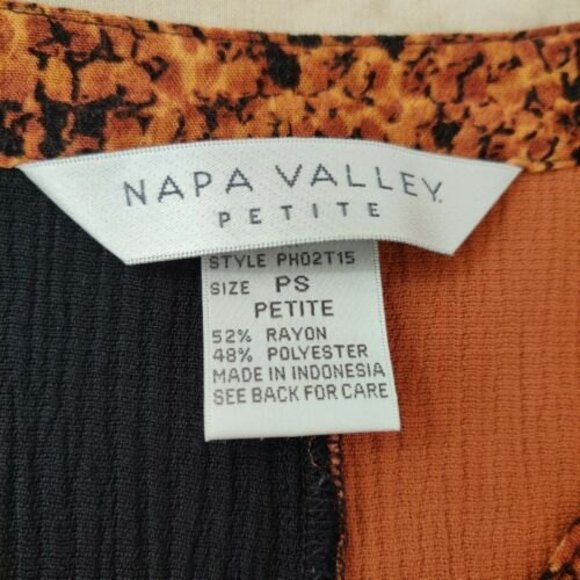 NAPA VALLEY
PETITE
STYLE PH02T15
SIZE PS
PETITE
52% RAYON
48% POLYESTER
MADE IN INDONESIA
SEE BACK FOR CARE